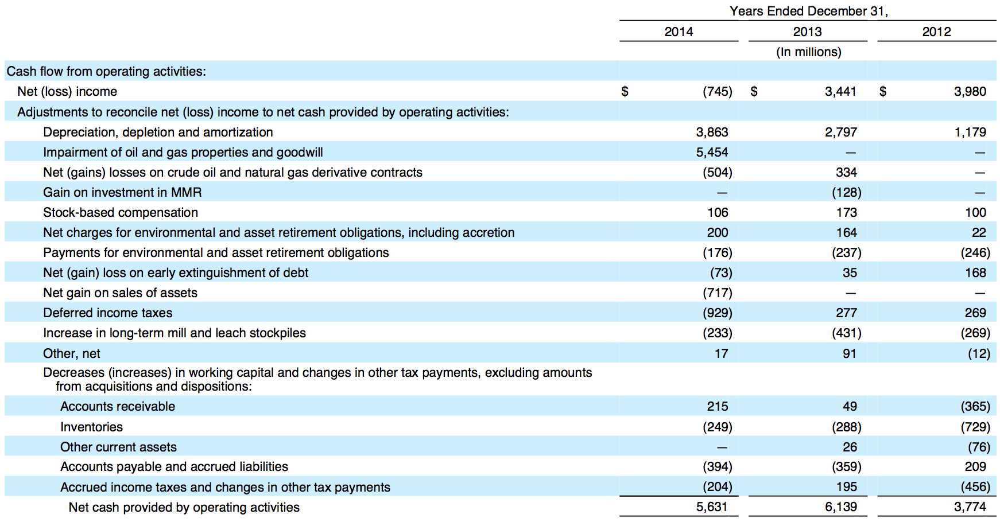 Years Ended December 31,
2014 2013 2012
(In millions)
Cash flow from operating activities:
Net (loss) income $ (745) $ 3,441 $ 3,980
Adjustments to reconcile net (loss) income to net cash provided by operating activities:
Depreciation, depletion and amortization 3,863 2,797 1,179
Impairment of oil and gas properties and goodwill 5,454 — —
Net (gains) losses on crude oil and natural gas derivative contracts (504) 334 —
Gain on investment in MMR — (128) —
Stock-based compensation 106 173 100
Net charges for environmental and asset retirement obligations, including accretion 200 164 22
Payments for environmental and asset retirement obligations (176) (237) (246)
Net (gain) loss on early extinguishment of debt (73) 35 168
Net gain on sales of assets (717) — —
Deferred income taxes (929) 277 269
Increase in long-term mill and leach stockpiles (233) (431) (269)
Other, net 17 91 (12)
Decreases (increases) in working capital and changes in other tax payments, excluding amounts
from acquisitions and dispositions:
Accounts receivable 215 49 (365)
Inventories (249) (288) (729)
Other current assets — 26 (76)
Accounts payable and accrued liabilities (394) (359) 209
Accrued income taxes and changes in other tax payments (204) 195 (456)
Net cash provided by operating activities 5,631 6,139 3,774